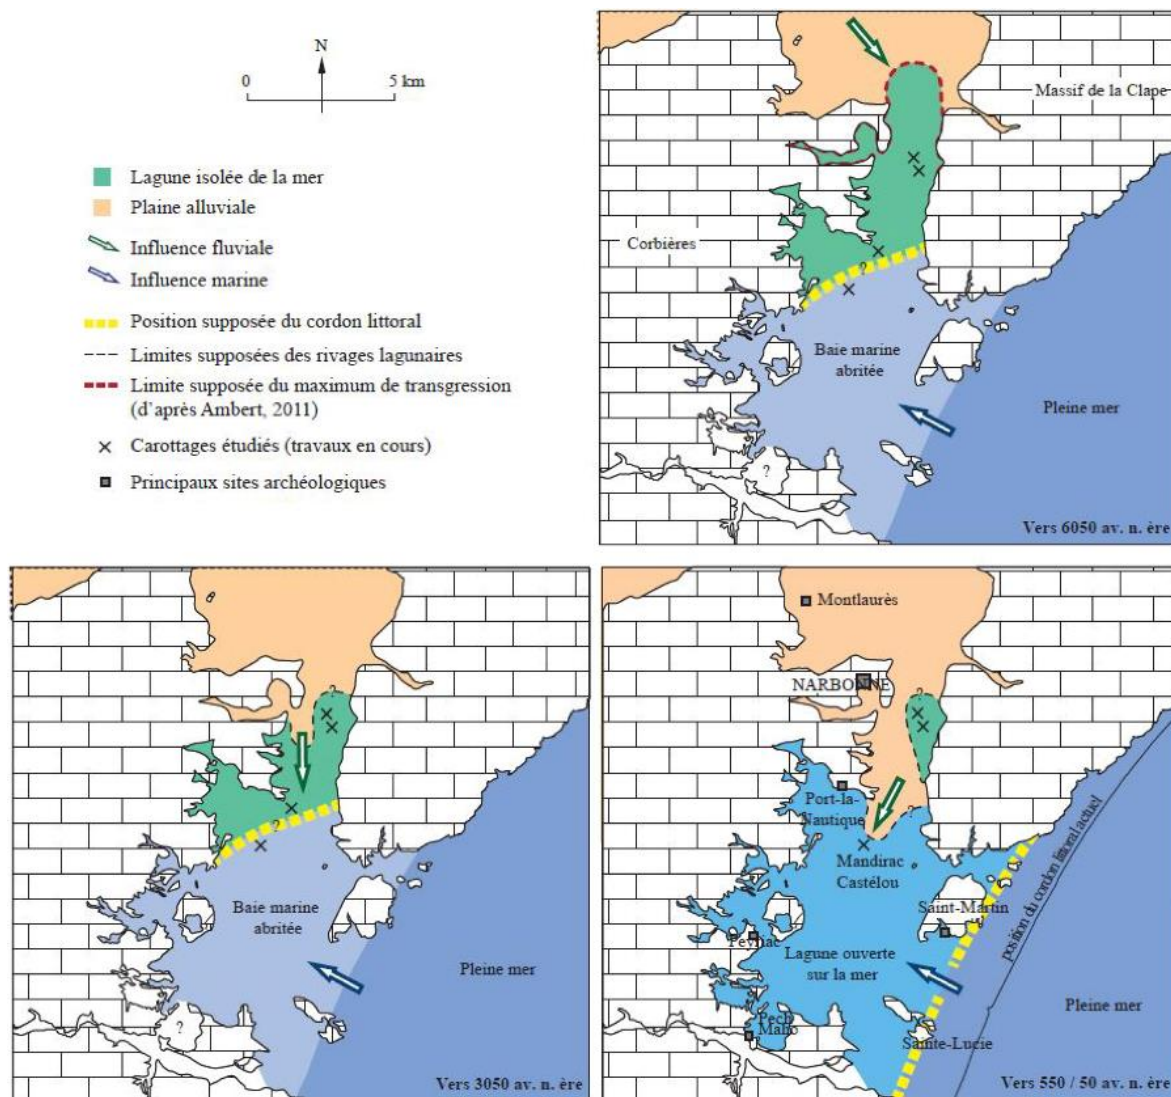 N
0
5 km
Lagune isolée de la mer
Plaine alluviale
Influence fluviale
Influence marine
Position supposée du cordon littoral
Limites supposées des rivages lagunaires
Limite supposée du maximum de transgression
(d'après Ambert, 2011)
Carottages étudiés (travaux en cours)
Principaux sites archéologiques
Massif de la Clape
Corbières
?
Baie marine
abritée
Pleine mer
?
Vers 6050 av. n. ère
?
?
Baie marine
abritée
Pleine mer
?
Vers 3050 av. n. ère
Montlaurès
NARBONNE
?
Port-la-
Nautique
?
Mandirac
Castélou
position du cordon littoral actuel
Saint-Martin
Peyriac
Lagune ouverte
sur la mer
Pleine mer
Pech
Maho
Sainte-Lucie
Vers 550 / 50 av. n. ère